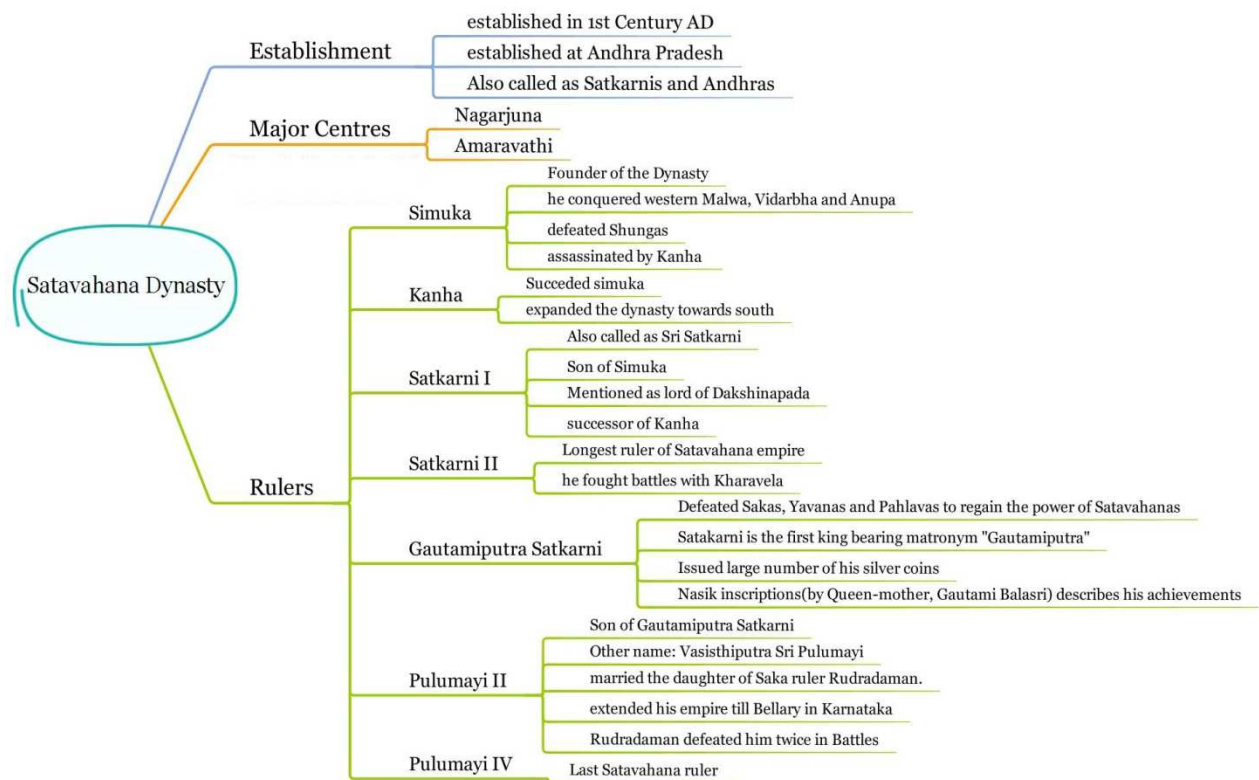 Satavahana Dynasty
Establishment
established in 1st Century AD
established at Andhra Pradesh
Also called as Satkarnis and Andhras
Major Centres
Nagarjuna
Amaravathi
Rulers
Simuka
Founder of the Dynasty
he conquered western Malwa, Vidarbha and Anupa
defeated Shungas
assassinated by Kanha
Kanha
Succeded simuka
expanded the dynasty towards south
Satkarni I
Also called as Sri Satkarni
Son of Simuka
Mentioned as lord of Dakshinapada
successor of Kanha
Satkarni II
Longest ruler of Satavahana empire
he fought battles with Kharavela
Gautamiputra Satkarni
Defeated Sakas, Yavanas and Pahlavas to regain the power of Satavahanas
Satakarni is the first king bearing matronym "Gautamiputra"
Issued large number of his silver coins
Nasik inscriptions(by Queen-mother, Gautami Balasri) describes his achievements
Pulumayi II
Son of Gautamiputra Satkarni
Other name: Vasisthiputra Sri Pulumayi
married the daughter of Saka ruler Rudradaman.
extended his empire till Bellary in Karnataka
Rudradaman defeated him twice in Battles
Pulumayi IV
Last Satavahana ruler